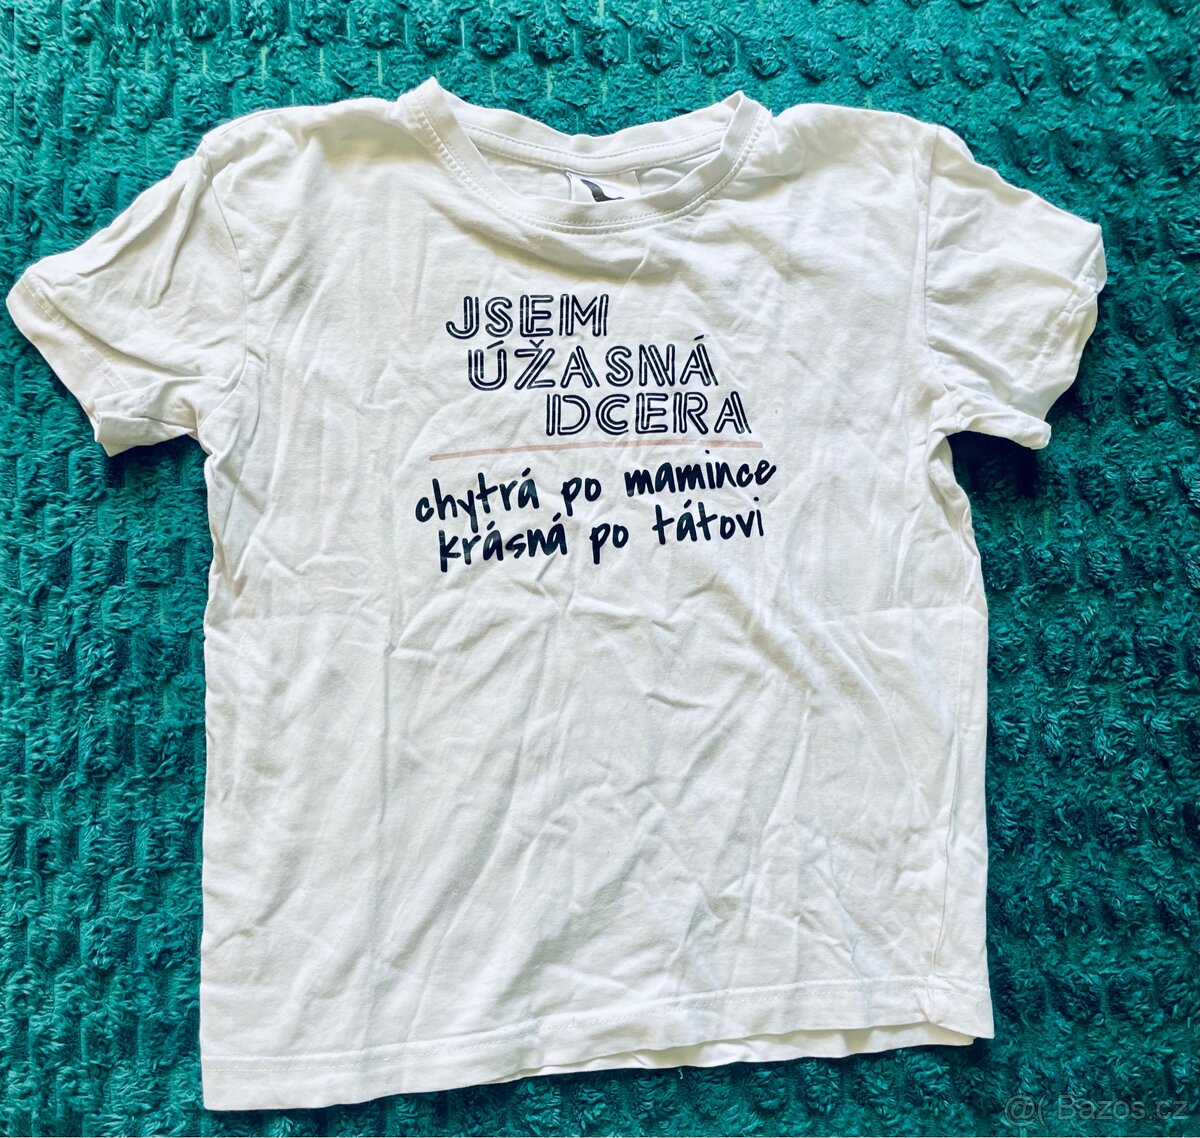 JSEM
ÚŽASNÁ
DCERA
chytrá po mamince
krásná po tátovi
@( Bazos.cz